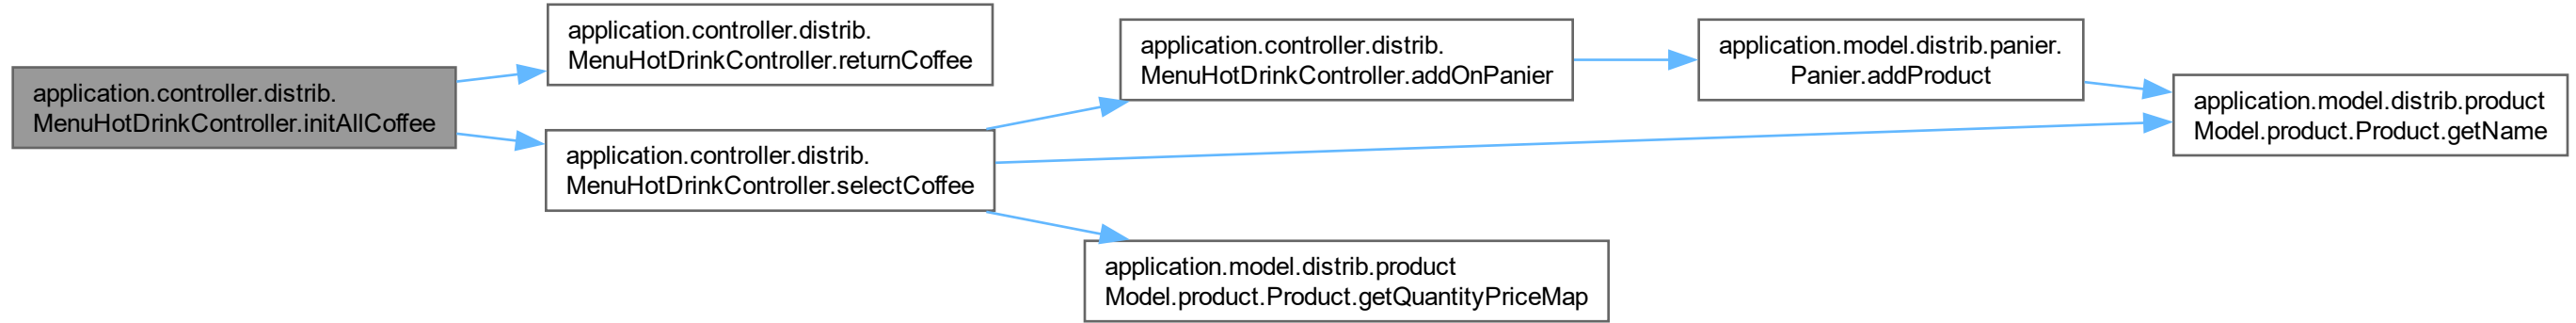 application.controller.distrib.
MenuHotDrinkController.initAllCoffee
application.controller.distrib.
MenuHotDrinkController.returnCoffee
application.controller.distrib.
MenuHotDrinkController.selectCoffee
application.controller.distrib.
MenuHotDrinkController.addOnPanier
application.model.distrib.panier.
Panier.addProduct
application.model.distrib.product
Model.product.Product.getName
application.model.distrib.product
Model.product.Product.getQuantityPriceMap